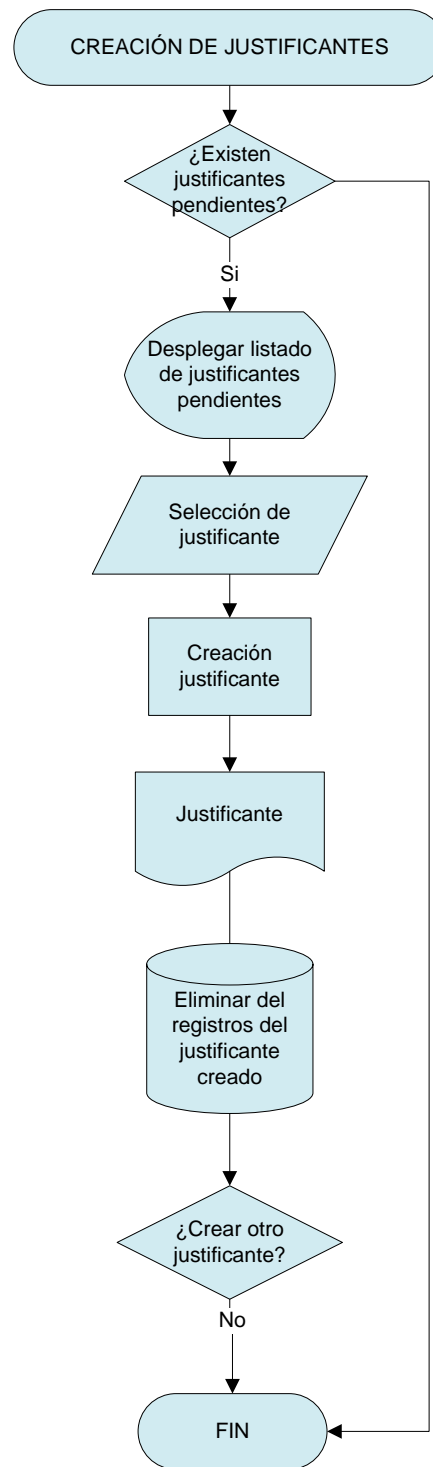 CREACIÓN DE JUSTIFICANTES
¿Existen
justificantes
pendientes?
Si
Desplegar listado
de justificantes
pendientes
Selección de
justificante
Creación
justificante
Justificante
Eliminar del
registros del
justificante
creado
¿Crear otro
justificante?
No
FIN